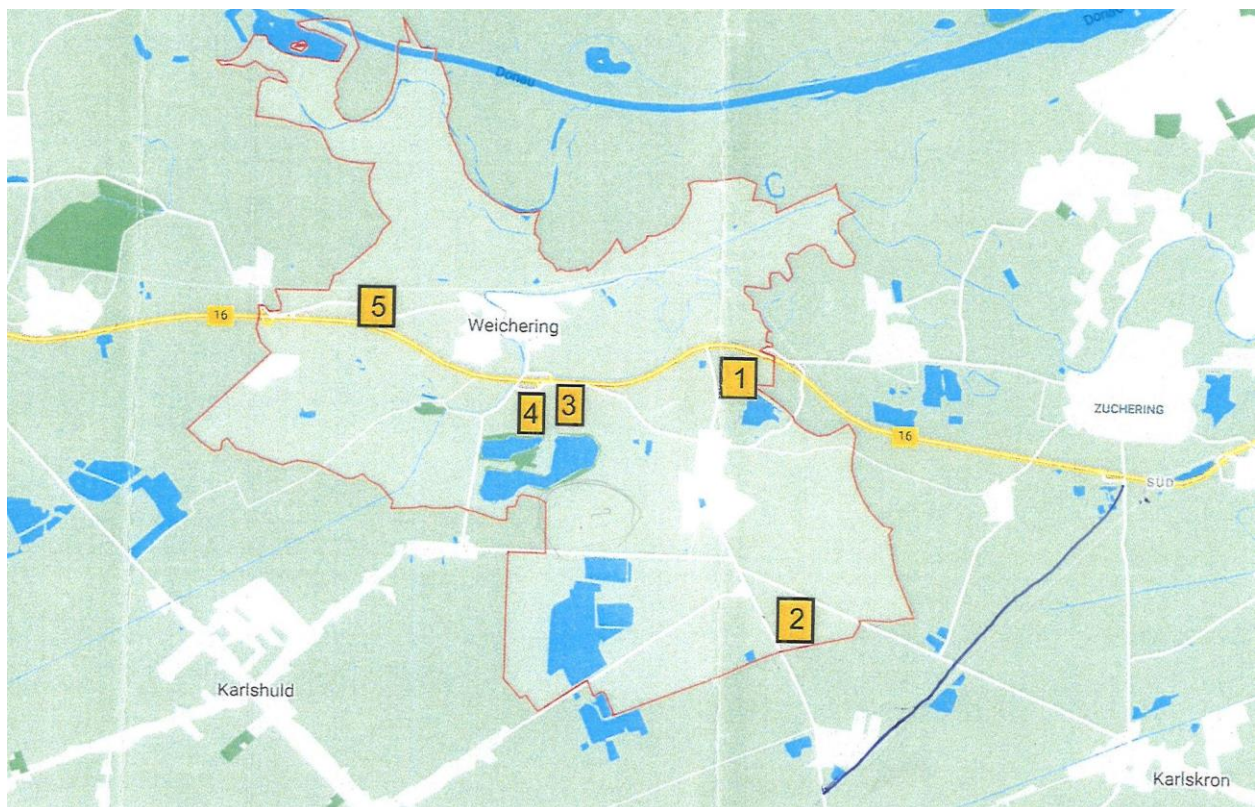 Donau
Donau
5
16
Weichering
1
4
3
ZUCHERING
16
SÜD
2
Karlshuld
Karlskron